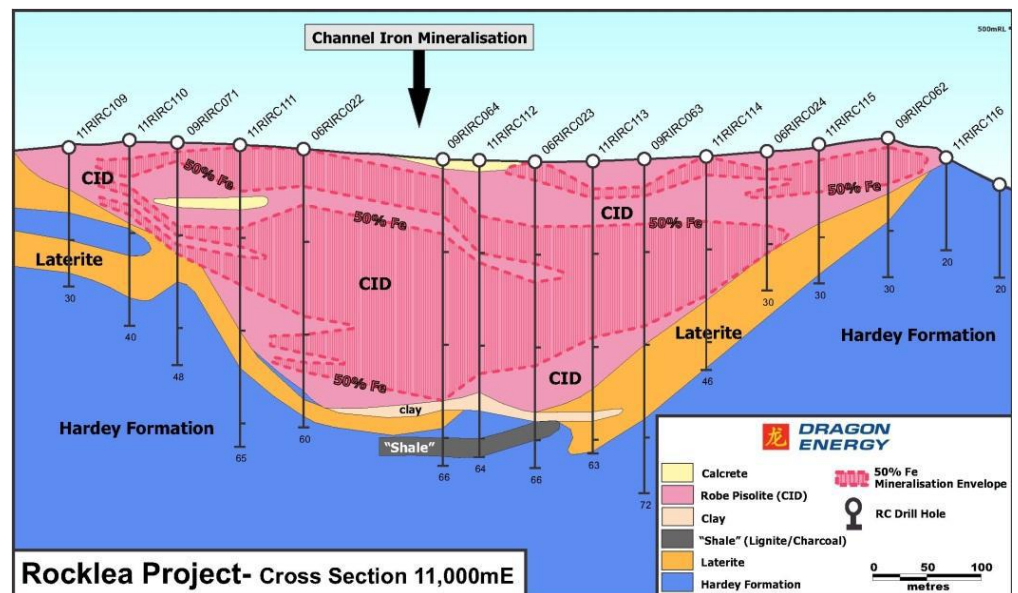 Channel Iron Mineralisation
500mRL
11RIRC109
11RIRC110
09RIRC071
11RIRC111
06RIRC022
09RIRC064
11RIRC112
06RIRC023
11RIRC113
09RIRC063
11RIRC114
06RIRC024
11RIRC115
09RIRC062
11RIRC116
CID
50% Fe
50% Fe
CID
50% Fe
50% Fe
Laterite
CID
Laterite
Hardey Formation
CID
50% Fe
clay
Hardey Formation
"Shale"
30
40
48
65
60
66
64
66
63
72
46
30
30
30
20
20
龙 DRAGON
ENERGY
Calcrete
Robe Pisolite (CID)
Clay
"Shale" (Lignite/Charcoal)
Laterite
Hardey Formation
50% Fe
Mineralisation Envelope
RC Drill Hole
0 50 100
metres
Rocklea Project- Cross Section 11,000mE